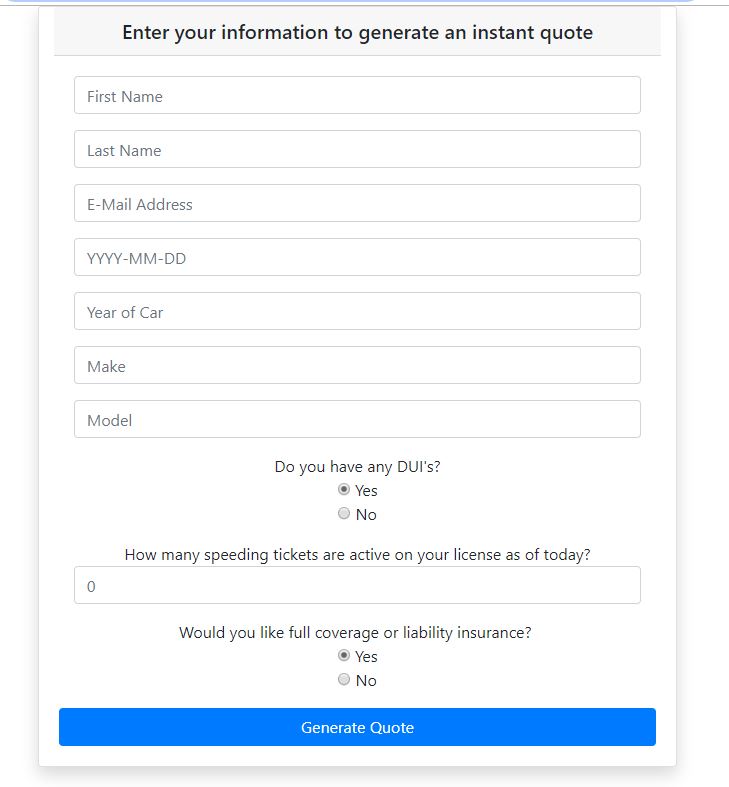 Enter your information to generate an instant quote
First Name
Last Name
E-Mail Address
YYYY-MM-DD
Year of Car
Make
Model
Do you have any DUI's?
Yes
No
How many speeding tickets are active on your license as of today?
0
Would you like full coverage or liability insurance?
Yes
No
Generate Quote